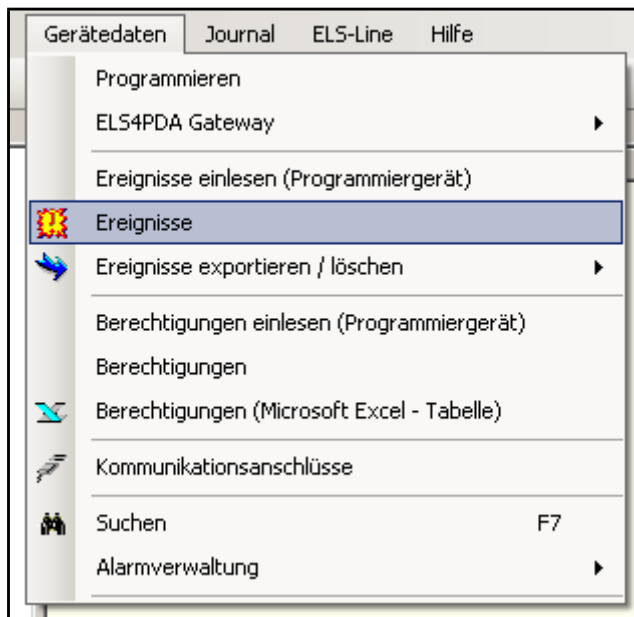 Gerätedaten Journal ELS-Line Hilfe
Programmieren
ELS4PDA Gateway
Ereignisse einlesen (Programmiergerät)
Ereignisse
Ereignisse exportieren / löschen
Berechtigungen einlesen (Programmiergerät)
Berechtigungen
Berechtigungen (Microsoft Excel - Tabelle)
Kommunikationsanschlüsse
Suchen F7
Alarmverwaltung